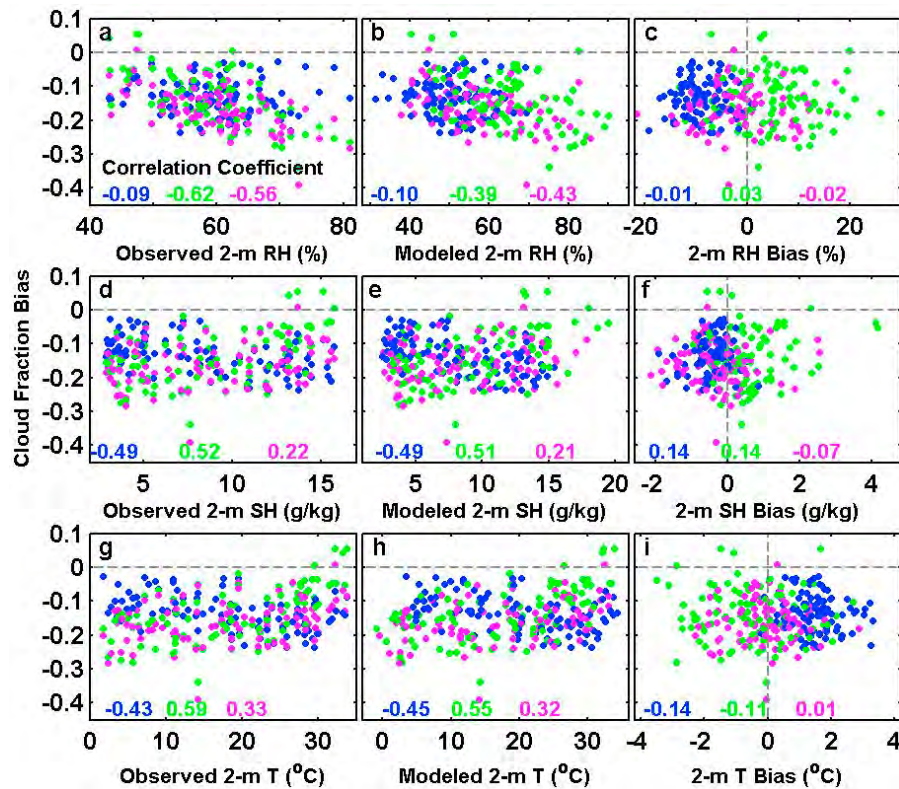 0.1
0
-0.1
-0.2
-0.3
-0.4
a
b
c
Correlation Coefficient
-0.09 -0.62 -0.56
-0.10 -0.39 -0.43
-0.01 0.03 -0.02
40 60 80
40 60 80
-20 0 20
Observed 2-m RH (%)
Modeled 2-m RH (%)
2-m RH Bias (%)
Cloud Fraction Bias
0.1
0
-0.1
-0.2
-0.3
-0.4
d
e
f
-0.49 0.52 0.22
-0.49 0.51 0.21
0.14 0.14 -0.07
5 10 15
5 10 15 20
-2 0 2 4
Observed 2-m SH (g/kg)
Modeled 2-m SH (g/kg)
2-m SH Bias (g/kg)
0.1
0
-0.1
-0.2
-0.3
-0.4
g
h
i
-0.43 0.59 0.33
-0.45 0.55 0.32
-0.14 -0.11 0.01
0 10 20 30
0 10 20 30
-4 -2 0 2 4
Observed 2-m T (°C)
Modeled 2-m T (°C)
2-m T Bias (°C)